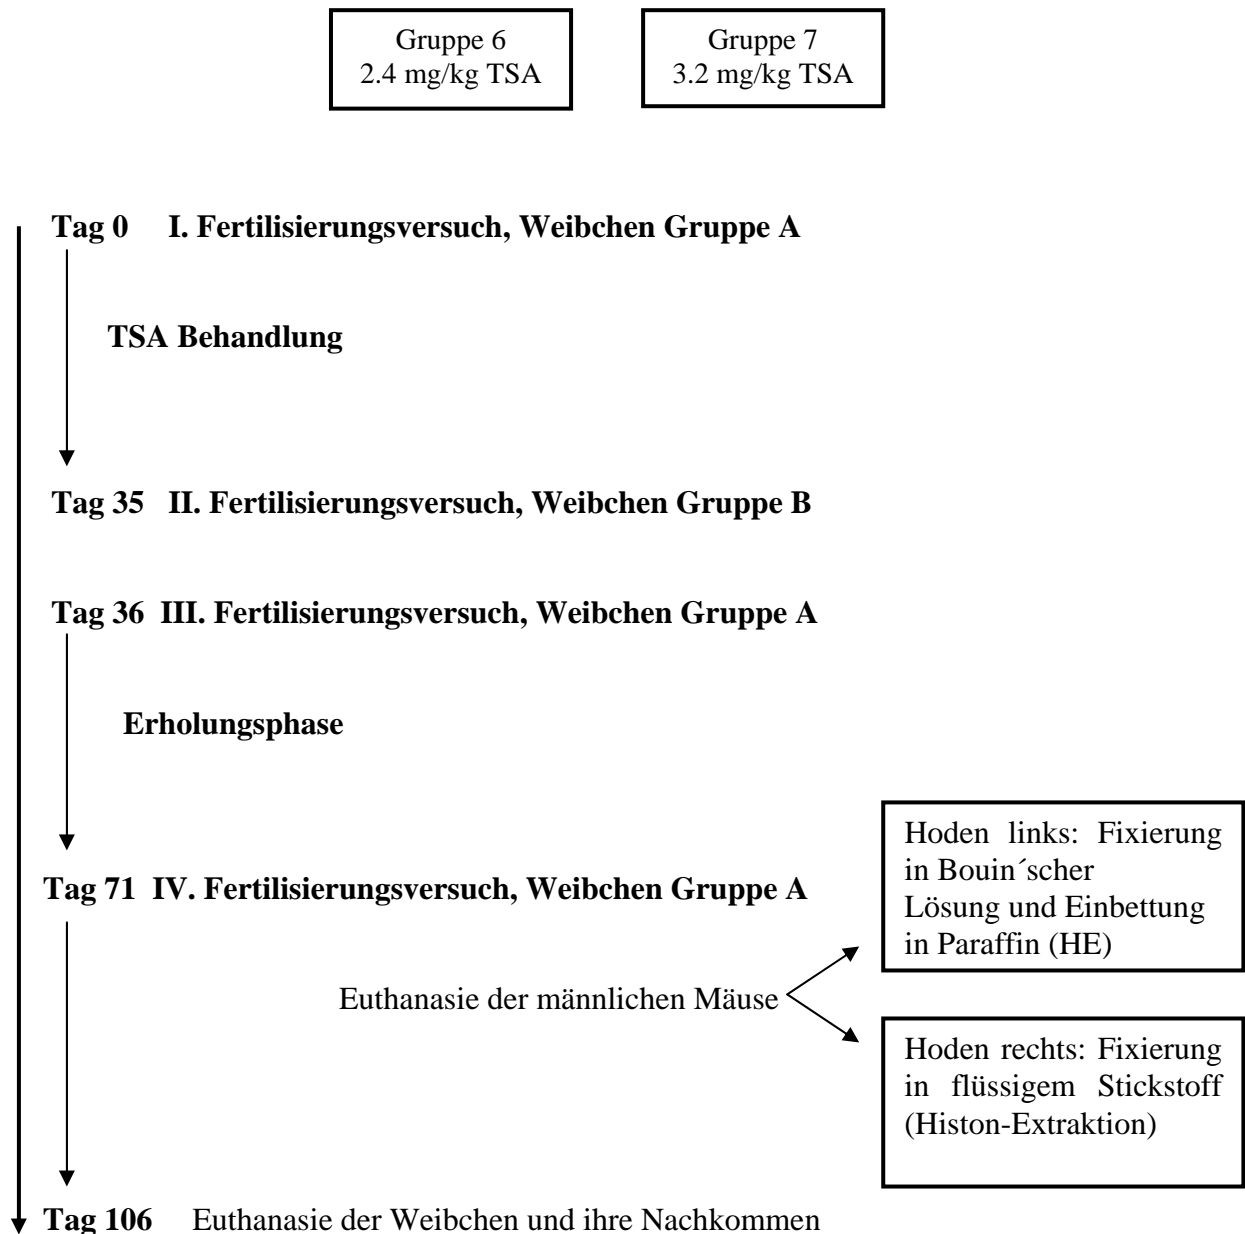 Gruppe 6
2.4 mg/kg TSA
Gruppe 7
3.2 mg/kg TSA
Tag 0 I. Fertilisierungsversuch, Weibchen Gruppe A
TSA Behandlung
Tag 35 II. Fertilisierungsversuch, Weibchen Gruppe B
Tag 36 III. Fertilisierungsversuch, Weibchen Gruppe A
Erholungsphase
Tag 71 IV. Fertilisierungsversuch, Weibchen Gruppe A
Hoden links: Fixierung
in Bouin´scher
Lösung und Einbettung
in Paraffin (HE)
Euthanasie der männlichen Mäuse
Hoden rechts: Fixierung
in flüssigem Stickstoff
(Histon-Extraktion)
Tag 106 Euthanasie der Weibchen und ihre Nachkommen